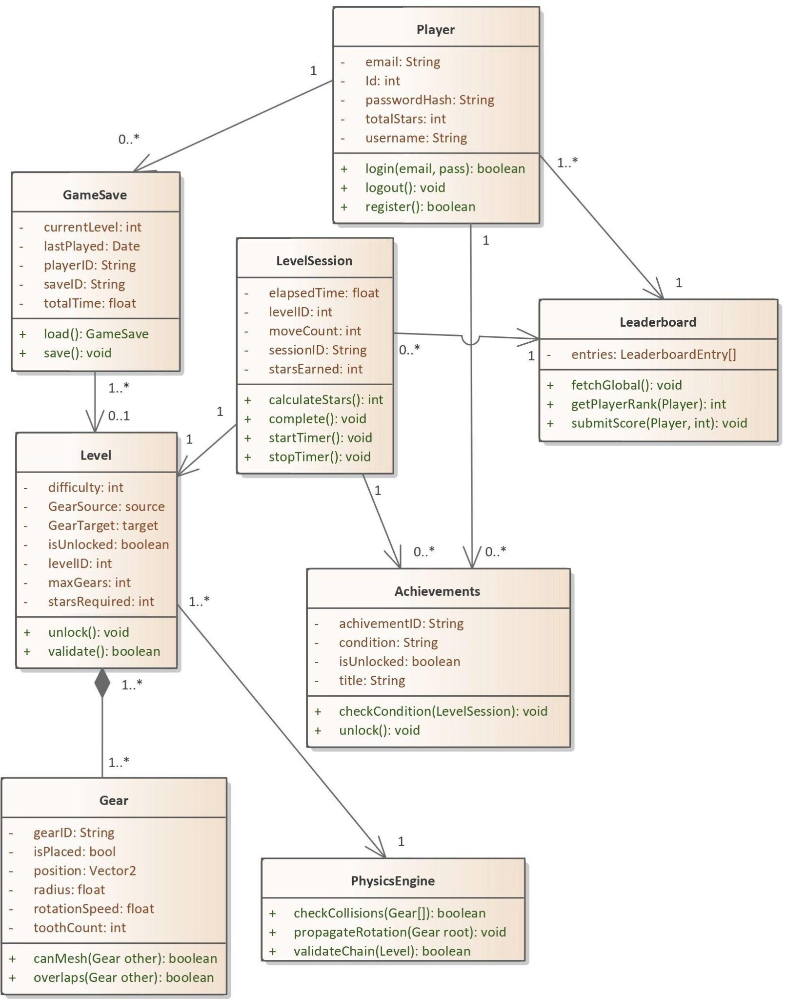 Player
- email: String
- Id: int
- passwordHash: String
- totalStars: int
- username: String
+ login(email, pass): boolean
+ logout(): void
+ register(): boolean
1
0..*
1..*
1
1
GameSave
- currentLevel: int
- lastPlayed: Date
- playerID: String
- saveID: String
- totalTime: float
+ load(): GameSave
+ save(): void
1..*
0..1
LevelSession
- elapsedTime: float
- levelID: int
- moveCount: int
- sessionID: String
- starsEarned: int
+ calculateStars(): int
+ complete(): void
+ startTimer(): void
+ stopTimer(): void
0..*
1
1
1
1
0..*
0..*
Leaderboard
- entries: LeaderboardEntry[]
+ fetchGlobal(): void
+ getPlayerRank(Player): int
+ submitScore(Player, int): void
Level
- difficulty: int
- GearSource: source
- GearTarget: target
- isUnlocked: boolean
- levelID: int
- maxGears: int
- starsRequired: int
+ unlock(): void
+ validate(): boolean
1..*
1..*
1..*
1
Achievements
- achivementID: String
- condition: String
- isUnlocked: boolean
- title: String
+ checkCondition(LevelSession): void
+ unlock(): void
Gear
- gearID: String
- isPlaced: bool
- position: Vector2
- radius: float
- rotationSpeed: float
- toothCount: int
+ canMesh(Gear other): boolean
+ overlaps(Gear other): boolean
PhysicsEngine
+ checkCollisions(Gear[]): boolean
+ propagateRotation(Gear root): void
+ validateChain(Level): boolean